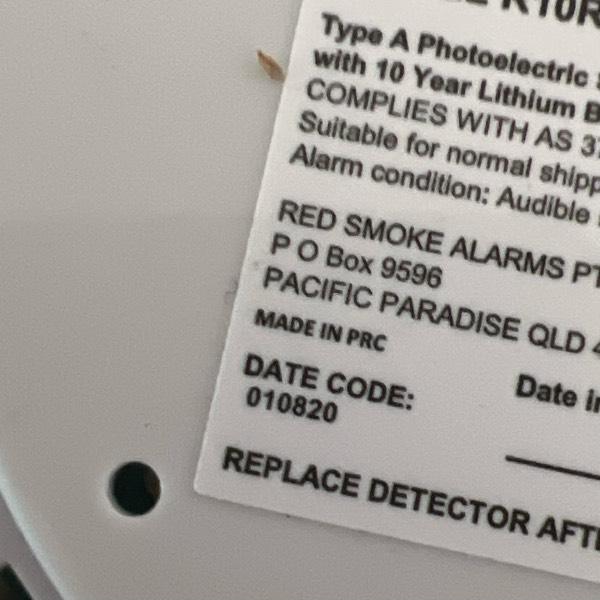 R10R
Type A Photoelectric
with 10 Year Lithium
COMPLIES WITH AS
Suitable for normal
Alarm condition: Audible
RED SMOKE ALARMS
P O Box 9596
PACIFIC PARADISE QLD
MADE IN PRC
DATE CODE:
Date
010820
REPLACE DETECTOR